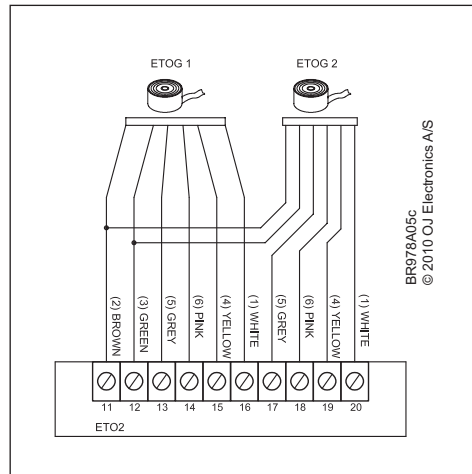 ETOG 1
ETOG 2
BR978A05c
© 2010 OJ Electronics A/S
(2) BROWN
(3) GREEN
(5) GREY
(6) PINK
(4) YELLOW
(1) WHITE
(5) GREY
(6) PINK
(4) YELLOW
(1) WHITE
11 12 13 14 15 16 17 18 19 20
ETO2